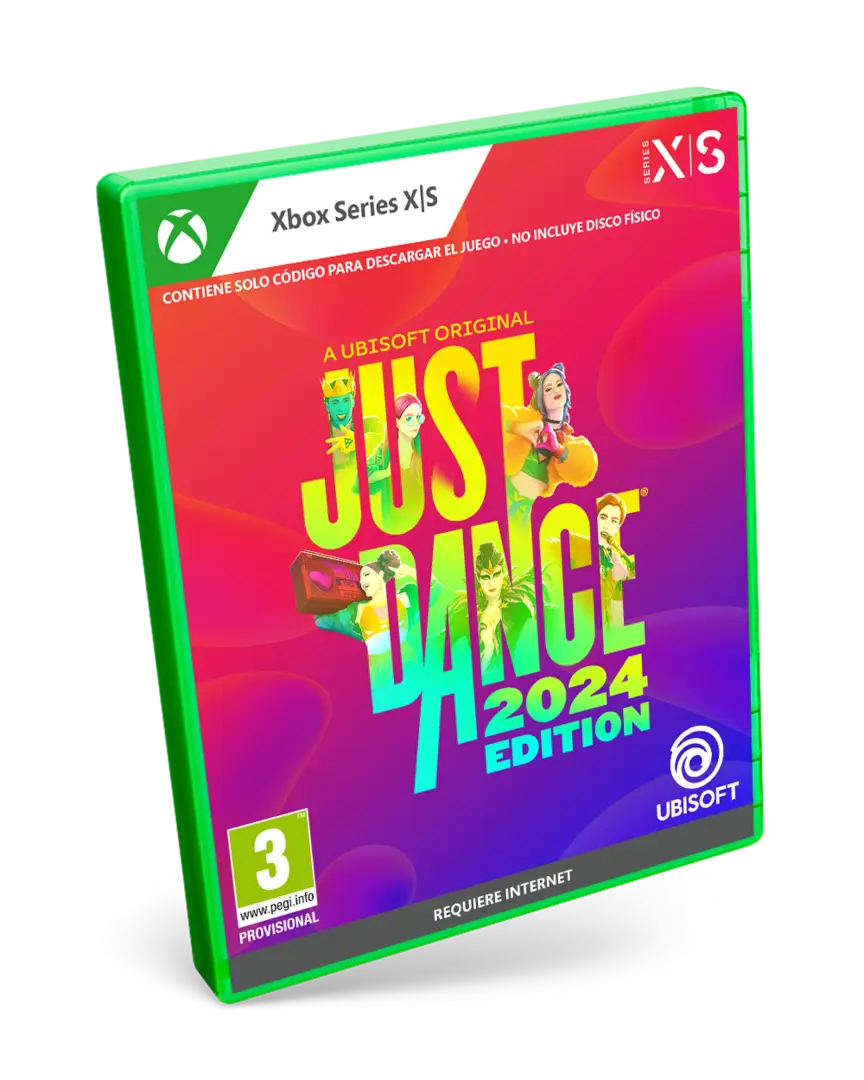 Xbox Series X|S
SERIES X|S
CONTIENE SOLO CÓDIGO PARA DESCARGAR EL JUEGO • NO INCLUYE DISCO FÍSICO
A UBISOFT ORIGINAL
JUST
DANCE®
2024
EDITION
UBISOFT
3™
www.pegi.info
PROVISIONAL
REQUIERE INTERNET